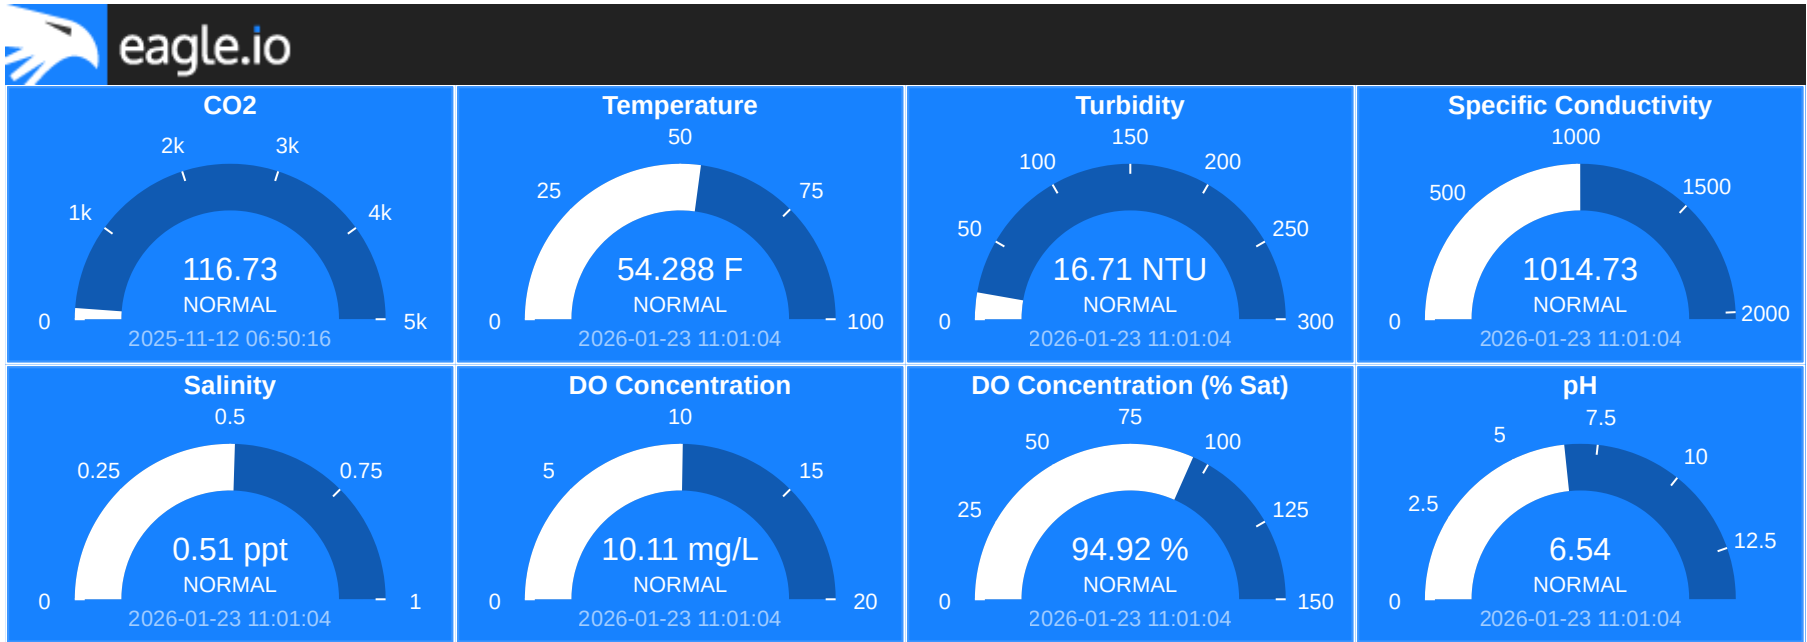 eagle.io
CO2
0
1k
2k
3k
4k
5k
116.73
NORMAL
2025-11-12 06:50:16
Temperature
0
25
50
75
100
54.288 F
NORMAL
2026-01-23 11:01:04
Turbidity
0
50
100
150
200
250
300
16.71 NTU
NORMAL
2026-01-23 11:01:04
Specific Conductivity
0
500
1000
1500
2000
1014.73
NORMAL
2026-01-23 11:01:04
Salinity
0
0.25
0.5
0.75
1
0.51 ppt
NORMAL
2026-01-23 11:01:04
DO Concentration
0
5
10
15
20
10.11 mg/L
NORMAL
2026-01-23 11:01:04
DO Concentration (% Sat)
0
25
50
75
100
125
150
94.92 %
NORMAL
2026-01-23 11:01:04
pH
0
2.5
5
7.5
10
12.5
6.54
NORMAL
2026-01-23 11:01:04